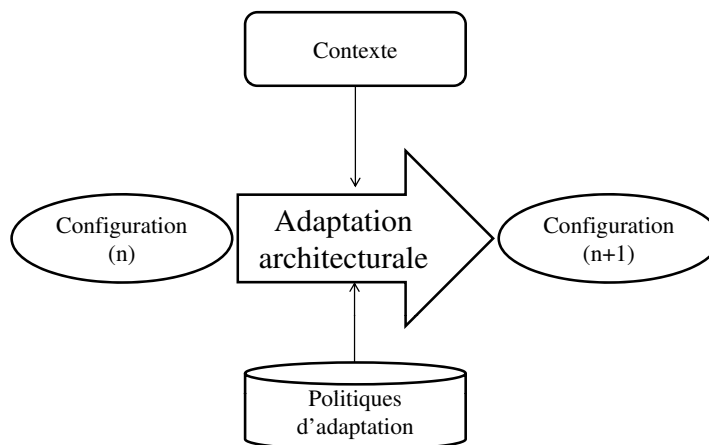 Contexte
Configuration
(n)
Adaptation
architecturale
Configuration
(n+1)
Politiques
d’adaptation